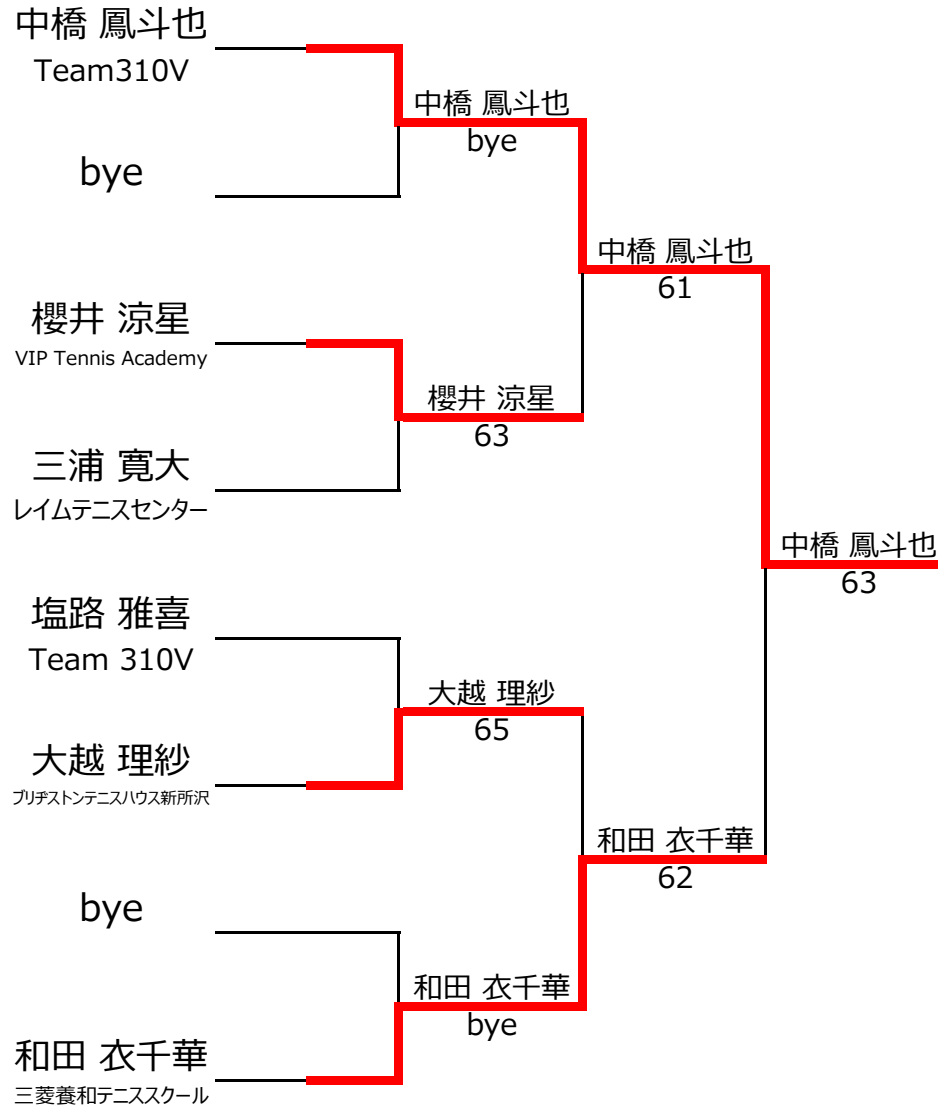 中橋 鳳斗也
Team310V
bye
櫻井 涼星
VIP Tennis Academy
三浦 寛大
レイムテニスセンター
塩路 雅喜
Team 310V
大越 理紗
ブリヂストンテニスハウス新所沢
bye
和田 衣千華
三菱養和テニススクール
中橋 鳳斗也
bye
櫻井 涼星
63
大越 理紗
65
和田 衣千華
bye
中橋 鳳斗也
61
和田 衣千華
62
中橋 鳳斗也
63